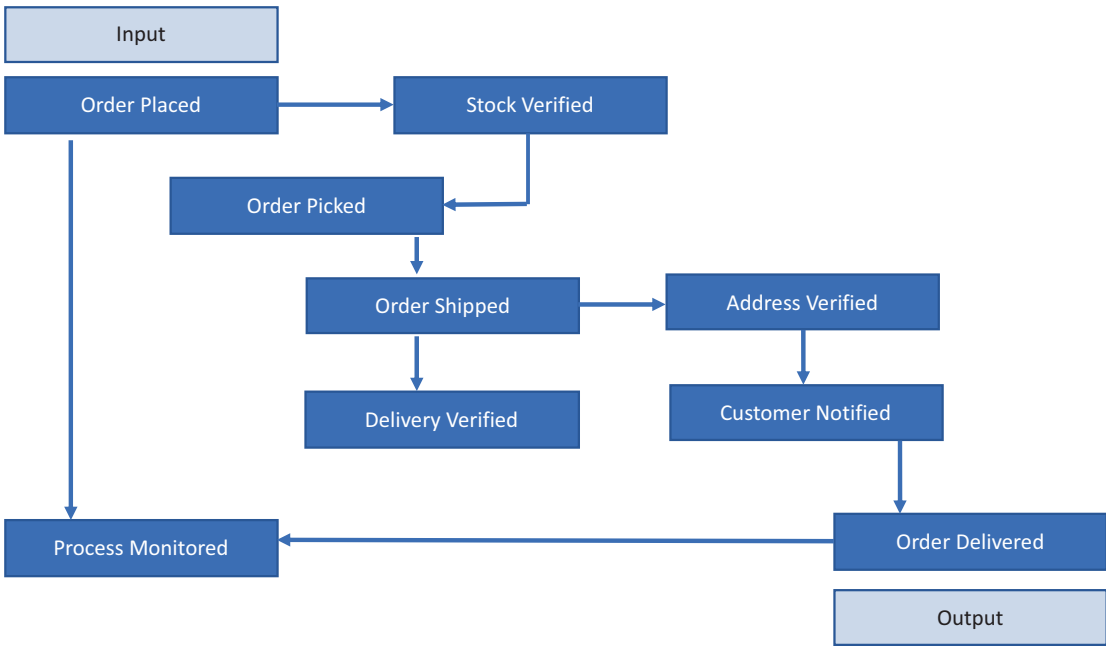 Input
Order Placed
Stock Verified
Order Picked
Order Shipped
Address Verified
Delivery Verified
Customer Notified
Process Monitored
Order Delivered
Output